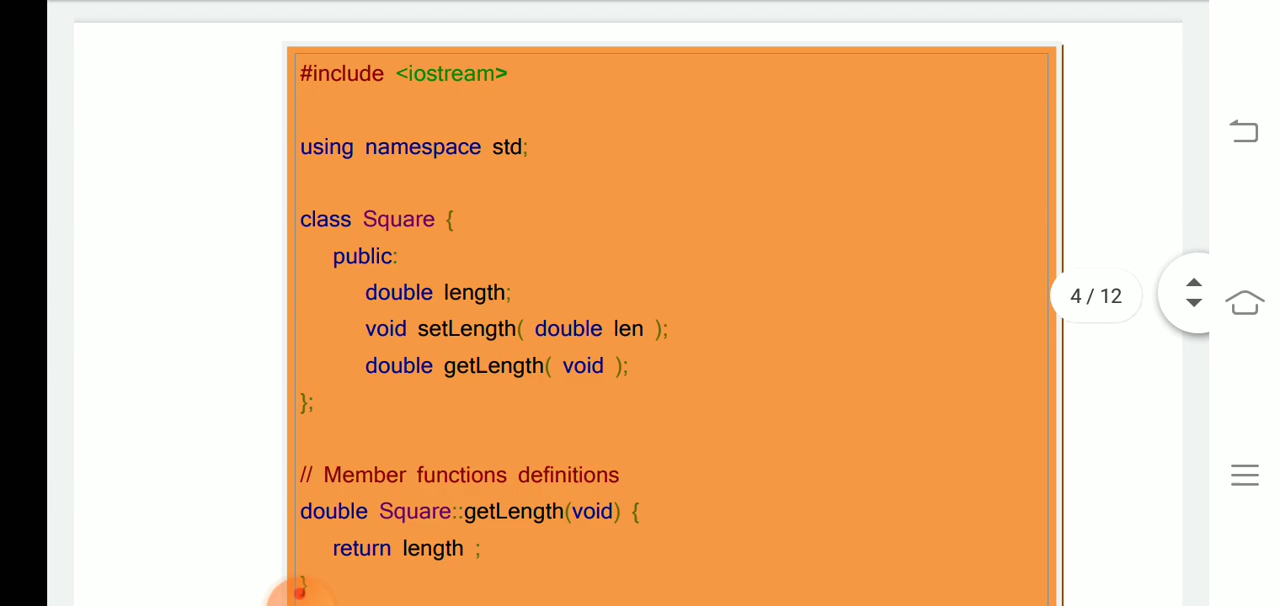 #include <iostream>
using namespace std;
class Square {
public:
double length;
void setLength( double len );
double getLength( void );
};
// Member functions definitions
double Square::getLength(void) {
return length ;
}
4 / 12